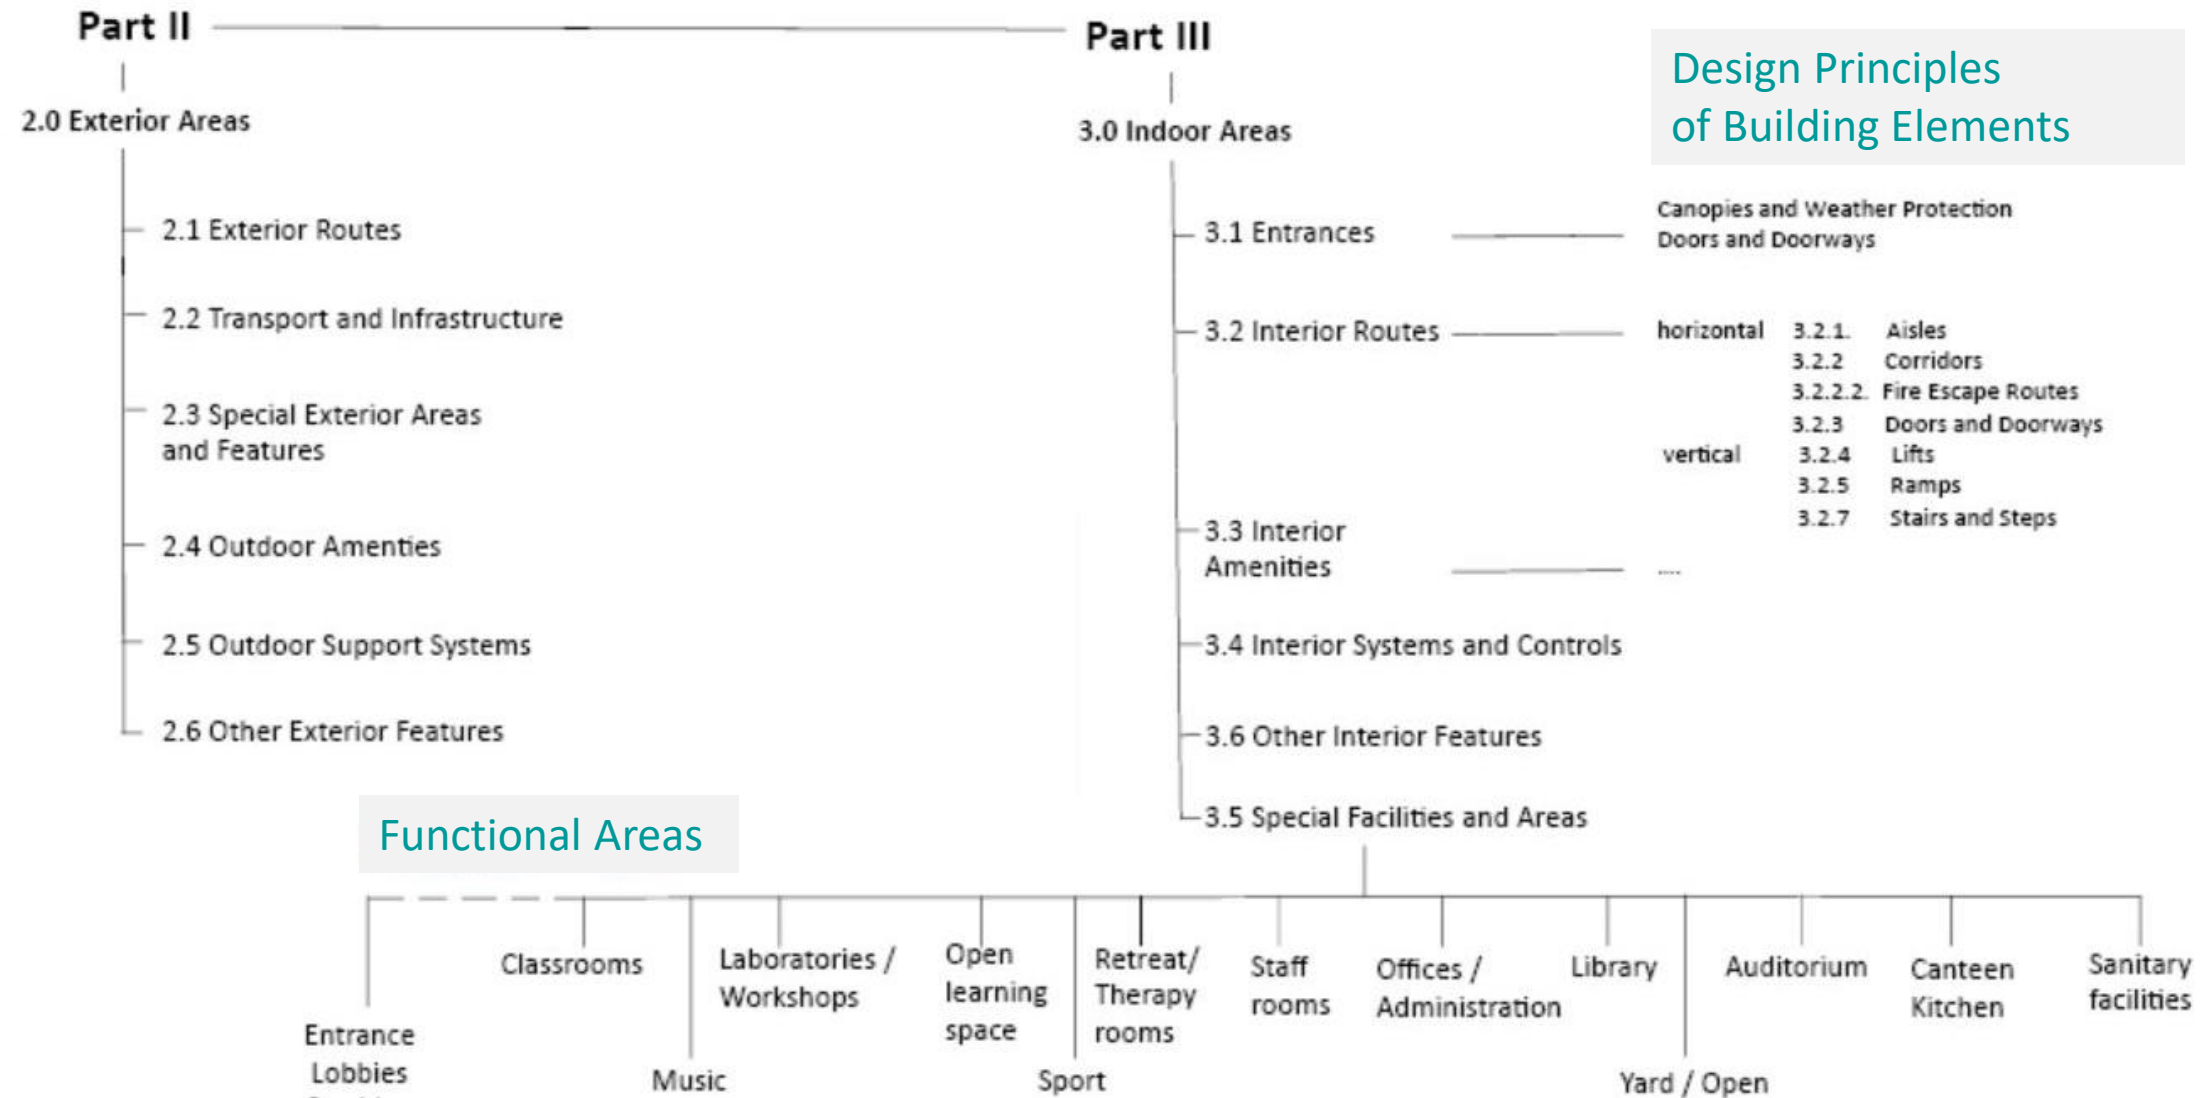 Part II
Part III
Design Principles
of Building Elements
2.0 Exterior Areas
3.0 Indoor Areas
2.1 Exterior Routes
2.2 Transport and Infrastructure
2.3 Special Exterior Areas
and Features
2.4 Outdoor Amenties
2.5 Outdoor Support Systems
2.6 Other Exterior Features
3.1 Entrances
Canopies and Weather Protection
Doors and Doorways
3.2 Interior Routes
horizontal 3.2.1. Aisles
3.2.2 Corridors
3.2.2.2. Fire Escape Routes
3.2.3 Doors and Doorways
vertical 3.2.4 Lifts
3.2.5 Ramps
3.2.7 Stairs and Steps
3.3 Interior
Amenities
....
3.4 Interior Systems and Controls
3.6 Other Interior Features
3.5 Special Facilities and Areas
Functional Areas
Entrance
Lobbies
Classrooms
Music
Laboratories /
Workshops
Open
learning
space
Sport
Retreat/
Therapy
rooms
Staff
rooms
Offices /
Administration
Library
Yard / Open
Auditorium
Canteen
Kitchen
Sanitary
facilities